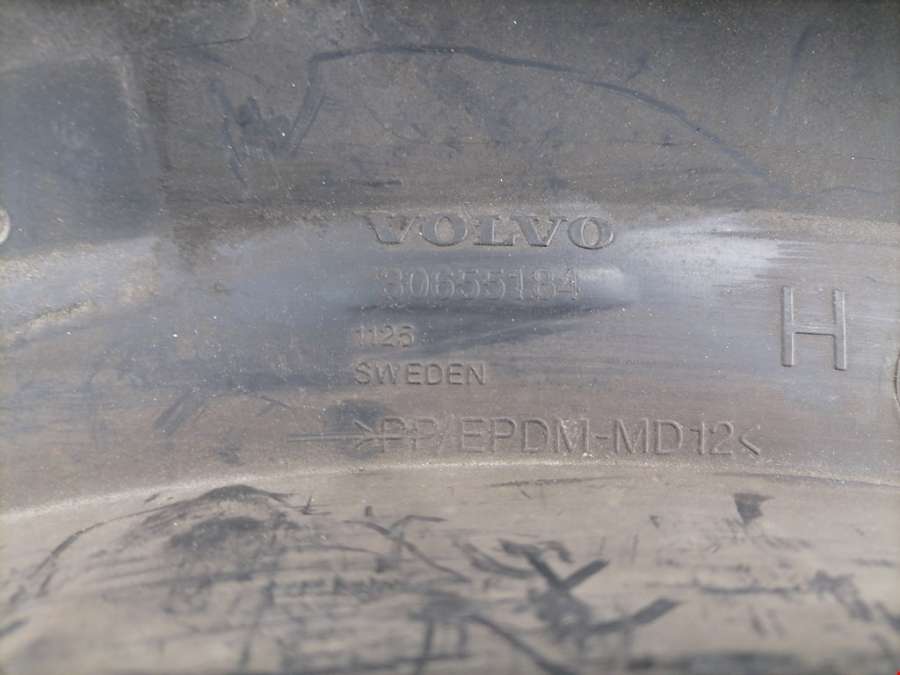 VOLVO
30655184
1125
SWEDEN
H
>PP/EPDM-MD12<